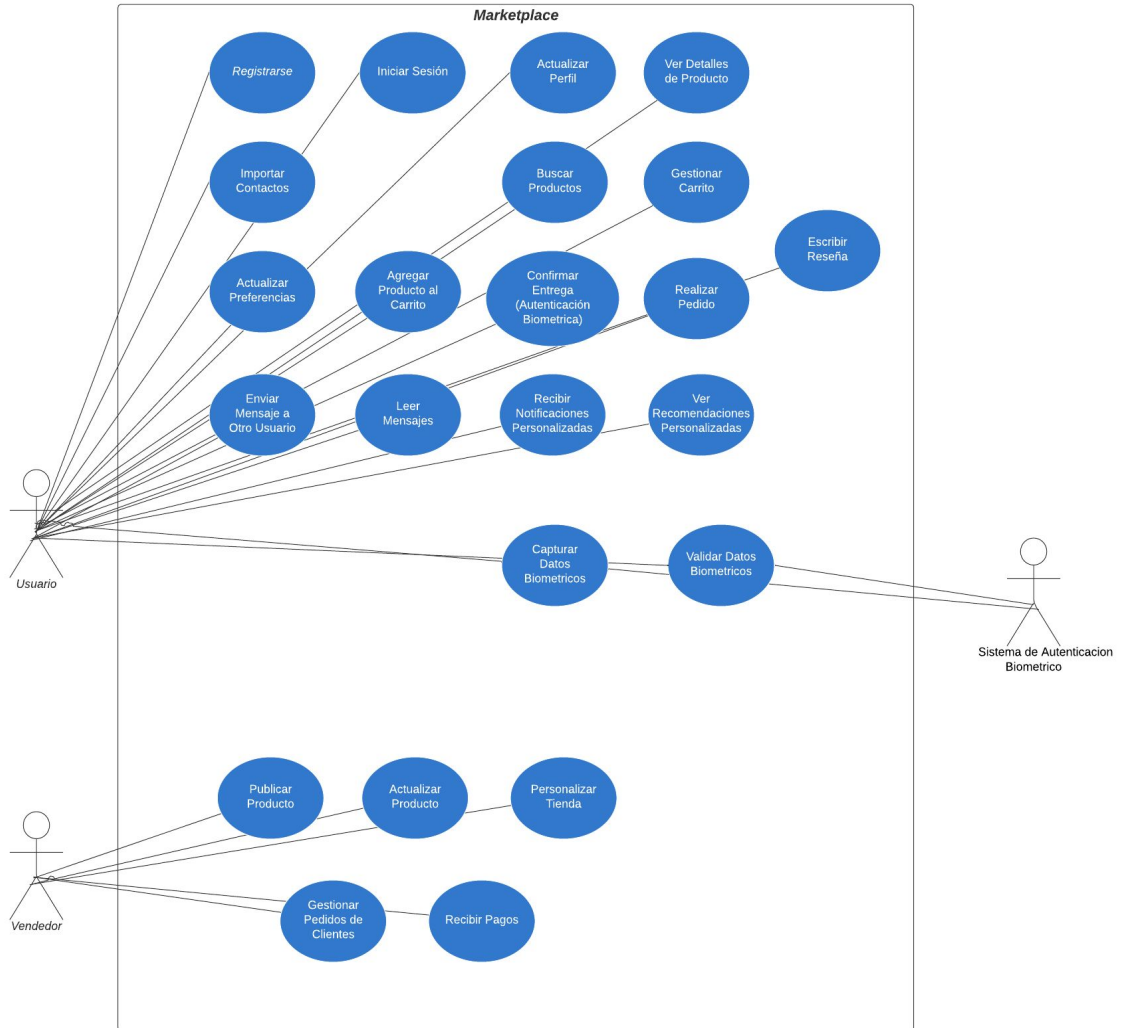 Marketplace
Registrarse
Iniciar Sesión
Actualizar
Perfil
Ver Detalles
de Producto
Importar
Contactos
Buscar
Productos
Gestionar
Carrito
Escribir
Reseña
Actualizar
Preferencias
Agregar
Producto al
Carrito
Confirmar
Entrega
(Autenticación
Biometrica)
Realizar
Pedido
Enviar
Mensaje a
Otro Usuario
Leer
Mensajes
Recibir
Notificaciones
Personalizadas
Ver
Recomendaciones
Personalizadas
Usuario
Capturar
Datos
Biometricos
Validar Datos
Biometricos
Sistema de Autenticacion
Biometrico
Publicar
Producto
Actualizar
Producto
Personalizar
Tienda
Vendedor
Gestionar
Pedidos de
Clientes
Recibir Pagos